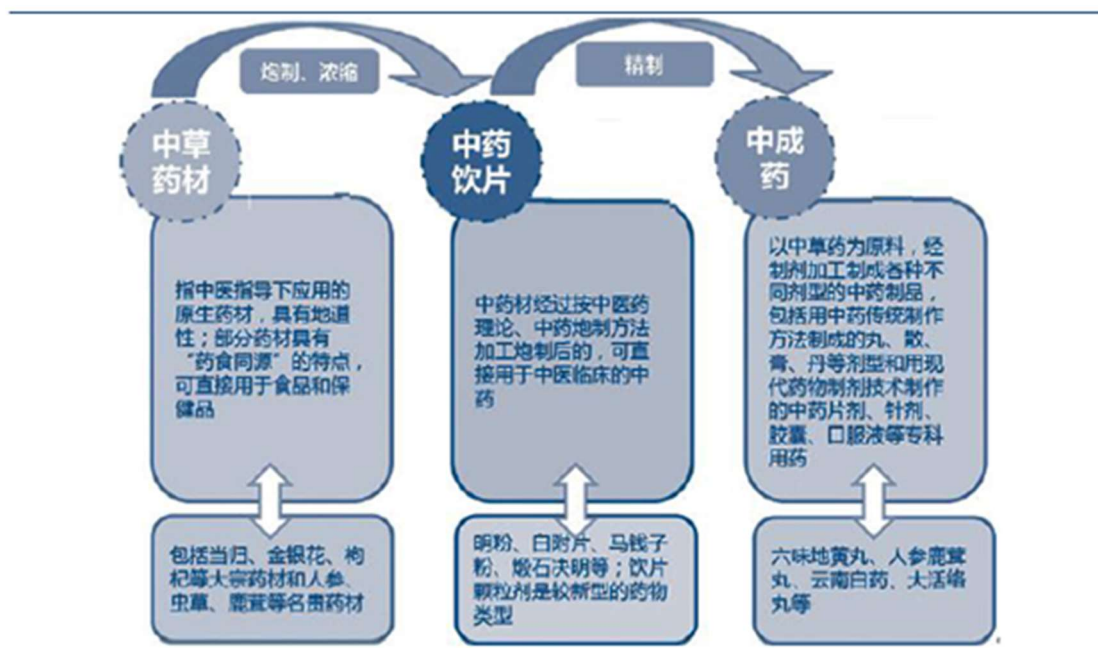 炮制、浓缩
精制
中草
药材
中药
饮片
中成
药
指中医指导下应用的
原生药材，具有地道
性；部分药材具有
“药食同源”的特点，
可直接用于食品和保
健品
中药材经过按中医药
理论、中药炮制方法
加工炮制后的，可直
接用于中医临床的中
药
以中草药为原料，经
制剂加工制成各种不
同剂型的中药制品，
包括用中药传统制作
方法制成的丸、散、
膏、丹等剂型和用现
代药物制剂技术制作
的中药片剂、针剂、
胶囊、口服液等专科
用药
包括当归、金银花、枸
杞等大宗药材和人参、
虫草、鹿茸等名贵药材
明粉、白附片、马钱子
粉、煅石决明等；饮片
颗粒剂是较新型的药物
类型
六味地黄丸、人参鹿茸
丸、云南白药、大活络
丸等